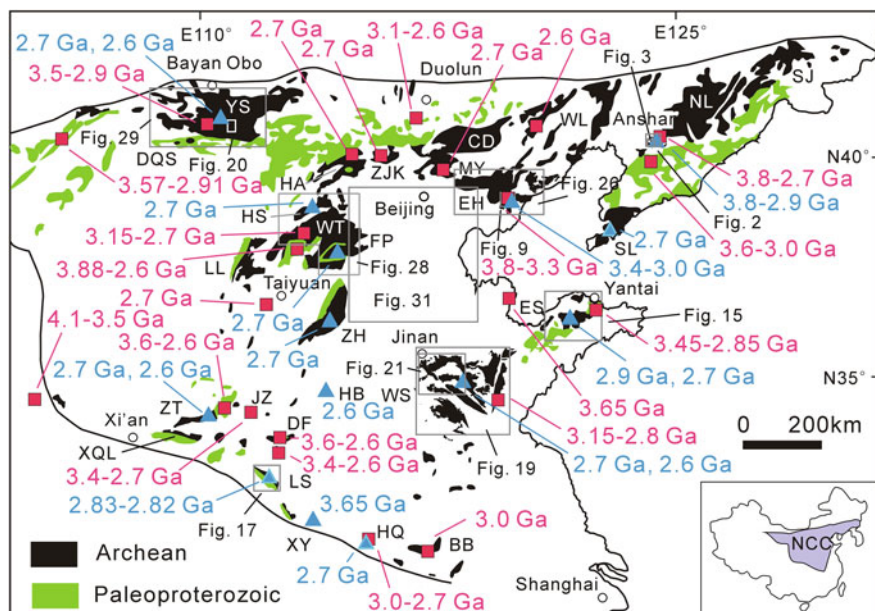 E110° E125°
2.7 Ga, 2.6 Ga 2.7 Ga 3.1-2.6 Ga 2.6 Ga
Bayan Obo 2.7 Ga Duolun 2.7 Ga Fig. 3
3.5-2.9 Ga SJ
YS NL
Anshan
Fig. 29 CD WL
DQS Fig. 20 ZJK MY N40°
3.57-2.91 Ga HA EH Fig. 26 3.8-2.7 Ga
2.7 Ga HS Beijing 3.8-2.9 Ga
3.15-2.7 Ga WT FP Fig. 9 SL 2.7 Ga Fig. 2
3.88-2.6 Ga LL Fig. 28 3.8-3.3 Ga 3.4-3.0 Ga 3.6-3.0 Ga
Taiyuan Fig. 31 Yantai
2.7 Ga 2.7 Ga ES Fig. 15
4.1-3.5 Ga ZH Jinan 3.45-2.85 Ga
3.6-2.6 Ga 2.7 Ga
2.7 Ga, 2.6 Ga Fig. 21 2.9 Ga, 2.7 Ga
HB WS N35°
ZT JZ 2.6 Ga 3.65 Ga
Xi'an DF 3.6-2.6 Ga 3.15-2.8 Ga 200km
XQL 3.4-2.6 Ga Fig. 19
3.4-2.7 Ga LS 2.7 Ga, 2.6 Ga
2.83-2.82 Ga 3.65 Ga
Fig. 17 HQ 3.0 Ga NCC
XY BB
Archean 2.7 Ga
Paleoproterozoic 3.0-2.7 Ga Shanghai